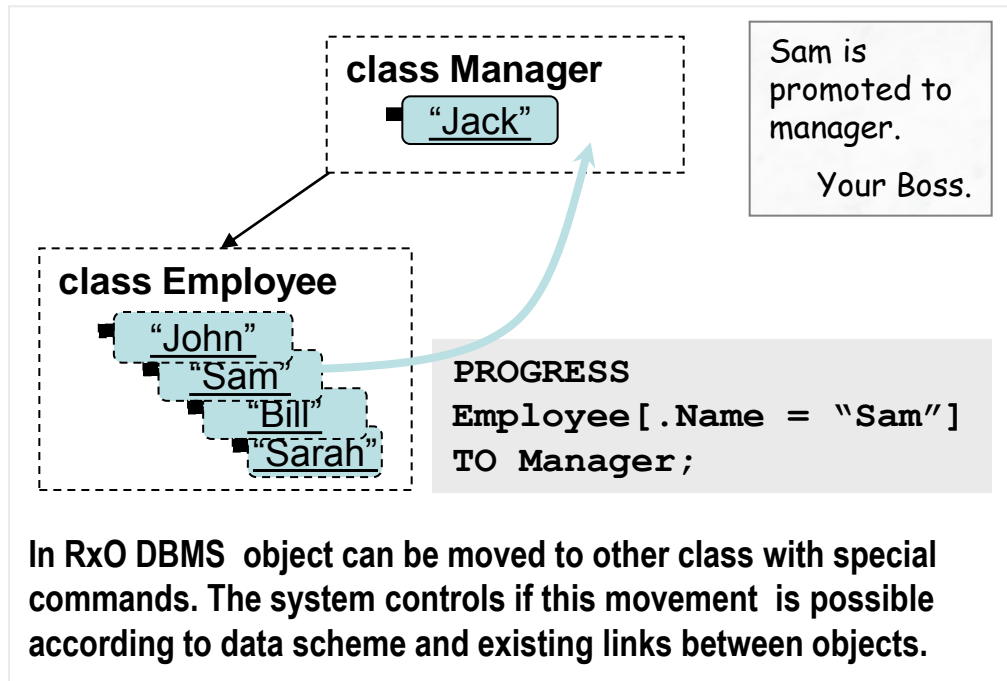 class Manager
“Jack”
Sam is
promoted to
manager.
Your Boss.
class Employee
“John”
“Sam”
“Bill”
“Sarah”
PROGRESS
Employee[.Name = “Sam”]
TO Manager;
In RxO DBMS object can be moved to other class with special
commands. The system controls if this movement is possible
according to data scheme and existing links between objects.